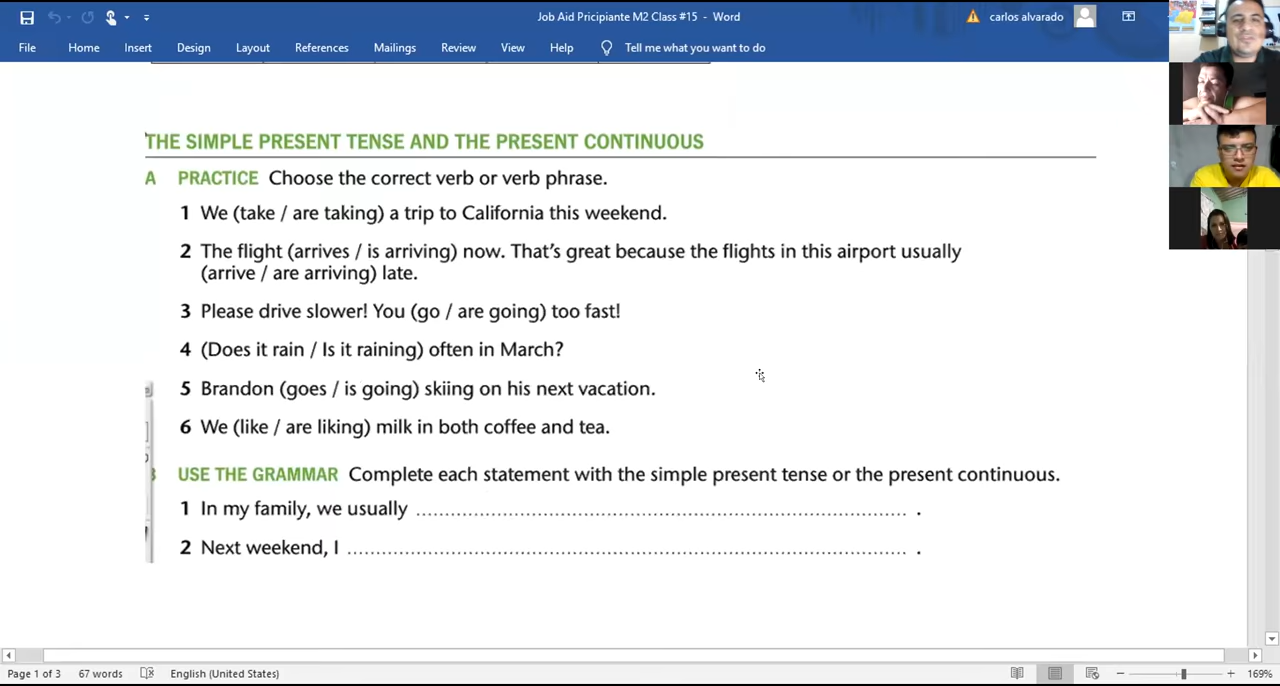 Job Aid Pricipiante M2 Class #15 - Word
carlos alvarado
File Home Insert Design Layout References Mailings Review View Help Tell me what you want to do
THE SIMPLE PRESENT TENSE AND THE PRESENT CONTINUOUS
A PRACTICE Choose the correct verb or verb phrase.
1 We (take / are taking) a trip to California this weekend.
2 The flight (arrives / is arriving) now. That's great because the flights in this airport usually
(arrive / are arriving) late.
3 Please drive slower! You (go / are going) too fast!
4 (Does it rain / Is it raining) often in March?
5 Brandon (goes / is going) skiing on his next vacation.
6 We (like / are liking) milk in both coffee and tea.
USE THE GRAMMAR Complete each statement with the simple present tense or the present continuous.
1 In my family, we usually .................................................. .
2 Next weekend, I .................................................. .
Page 1 of 3 67 words English (United States) 169%